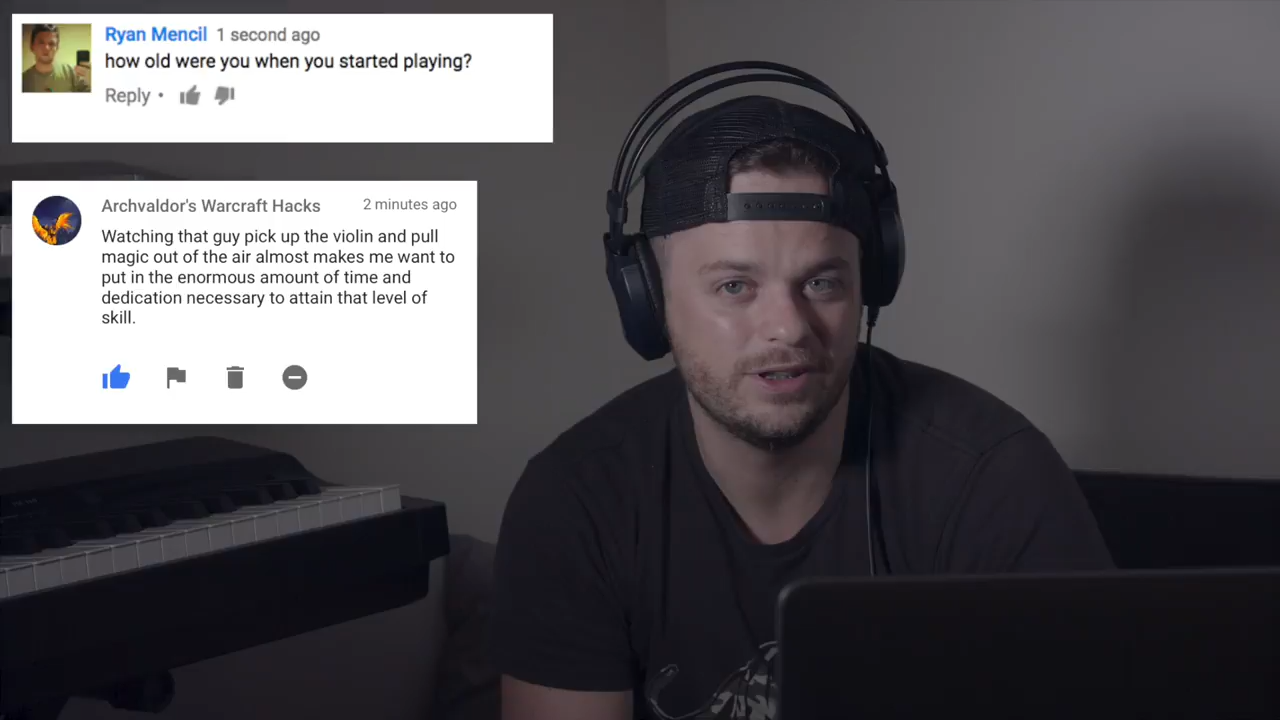 Ryan Mencil 1 second ago
how old were you when you started playing?
Reply •
Archvaldor's Warcraft Hacks 2 minutes ago
Watching that guy pick up the violin and pull
magic out of the air almost makes me want to
put in the enormous amount of time and
dedication necessary to attain that level of
skill.